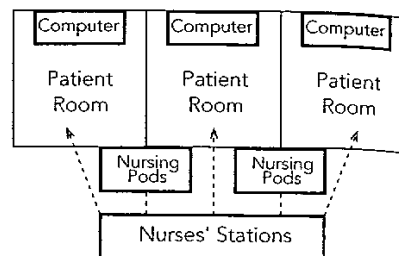 Computer
Computer
Computer
Patient
Room
Patient
Room
Patient
Room
Nursing
Pods
Nursing
Pods
Nurses' Stations